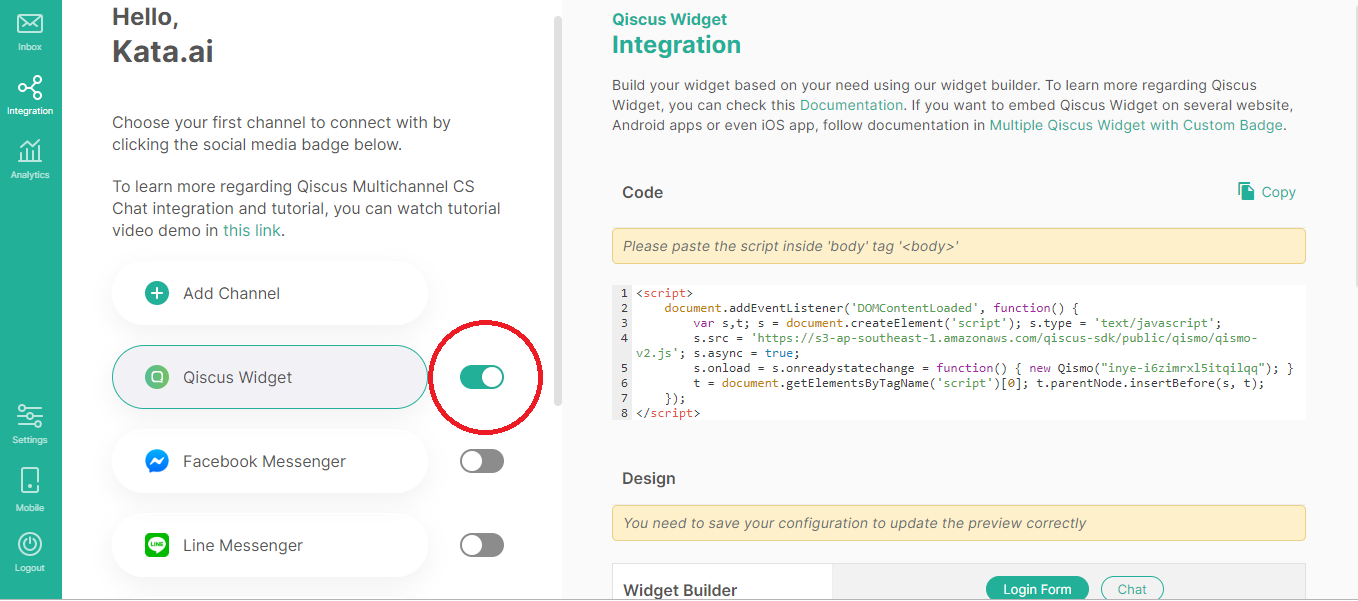 Inbox
Integration
Analytics
Settings
Mobile
Logout
Hello,
Kata.ai
Choose your first channel to connect with by
clicking the social media badge below.
To learn more regarding Qiscus Multichannel CS
Chat integration and tutorial, you can watch tutorial
video demo in this link.
Add Channel
Qiscus Widget
Facebook Messenger
LINE
Line Messenger
Qiscus Widget
Integration
Build your widget based on your need using our widget builder. To learn more regarding Qiscus
Widget, you can check this Documentation. If you want to embed Qiscus Widget on several website,
Android apps or even iOS app, follow documentation in Multiple Qiscus Widget with Custom Badge.
Code
Copy
Please paste the script inside 'body' tag '<body>'
1 <script>
2 document.addEventListener('DOMContentLoaded', function() {
3 var s,t; s = document.createElement('script'); s.type = 'text/javascript';
4 s.src = 'https://s3-ap-southeast-1.amazonaws.com/qiscus-sdk/public/qismo/qismo-
v2.js'; s.async = true;
5 s.onload = s.onreadystatechange = function() { new Qismo("inye-i6zimrxl5itqilqq"); }
6 t = document.getElementsByTagName('script')[0]; t.parentNode.insertBefore(s, t);
7 });
8 </script>
Design
You need to save your configuration to update the preview correctly
Widget Builder
Login Form
Chat